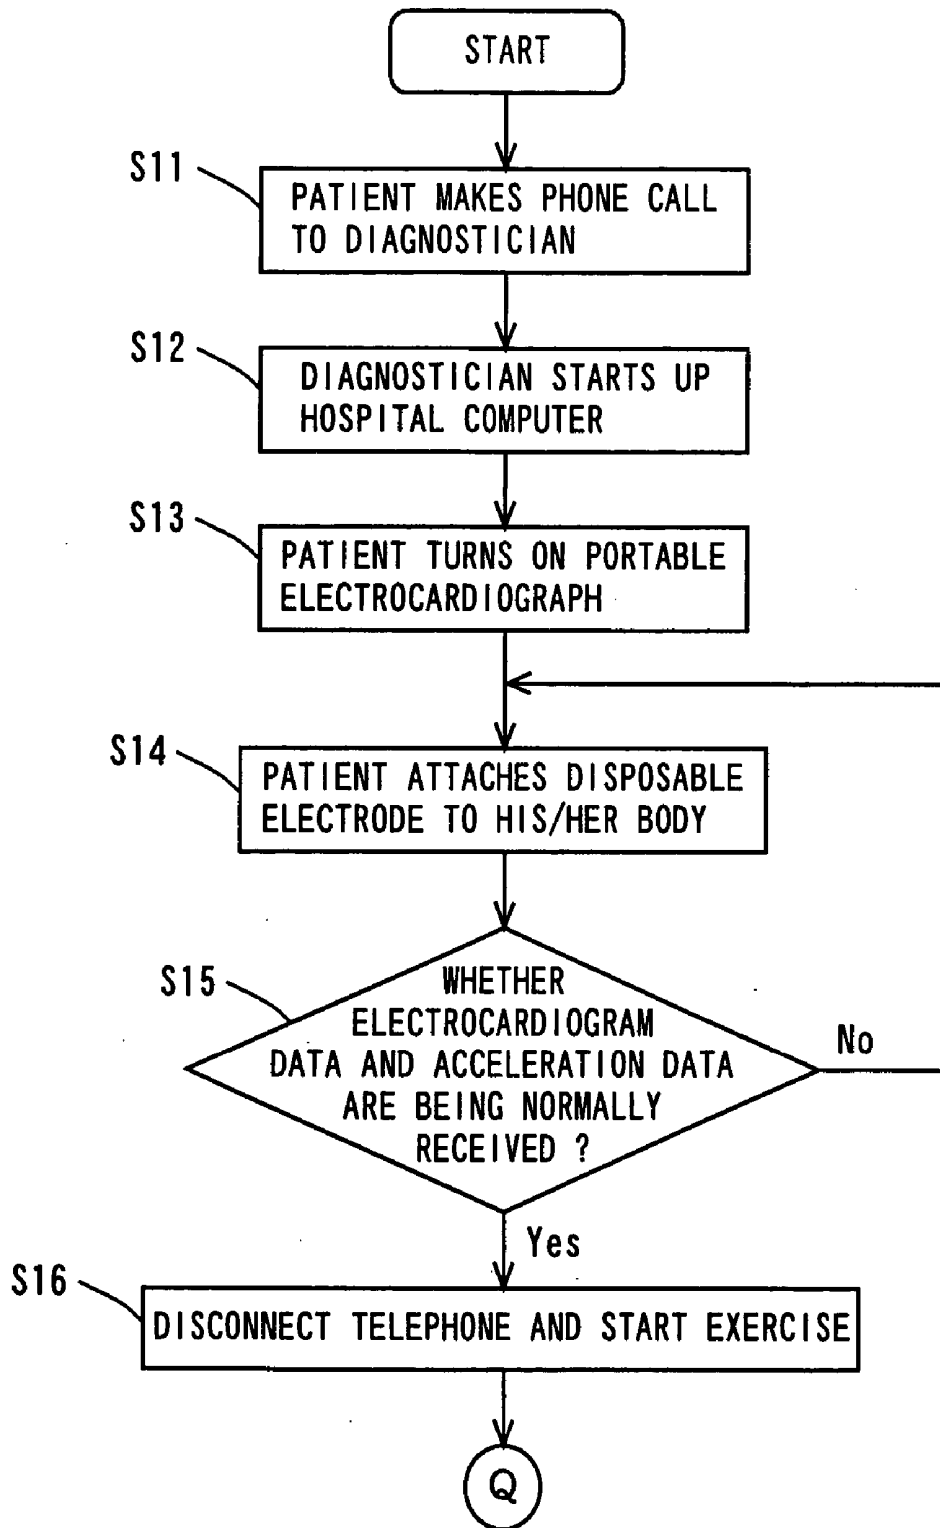 START
S11
PATIENT MAKES PHONE CALL
TO DIAGNOSTICIAN
S12
DIAGNOSTICIAN STARTS UP
HOSPITAL COMPUTER
S13
PATIENT TURNS ON PORTABLE
ELECTROCARDIOGRAPH
S14
PATIENT ATTACHES DISPOSABLE
ELECTRODE TO HIS/HER BODY
S15
WHETHER
ELECTROCARDIOGRAM
DATA AND ACCELERATION DATA
ARE BEING NORMALLY
RECEIVED ?
No
Yes
S16
DISCONNECT TELEPHONE AND START EXERCISE
Q